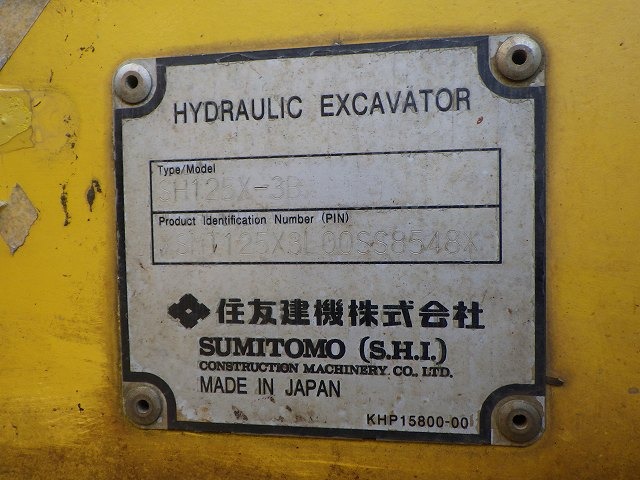 HYDRAULIC EXCAVATOR
Type/Model
SH125X-3B
Product Identification Number (PIN)
住友建機株式会社
SUMITOMO (S.H.I.)
CONSTRUCTION MACHINERY CO., LTD.
MADE IN JAPAN
KHP15800-00